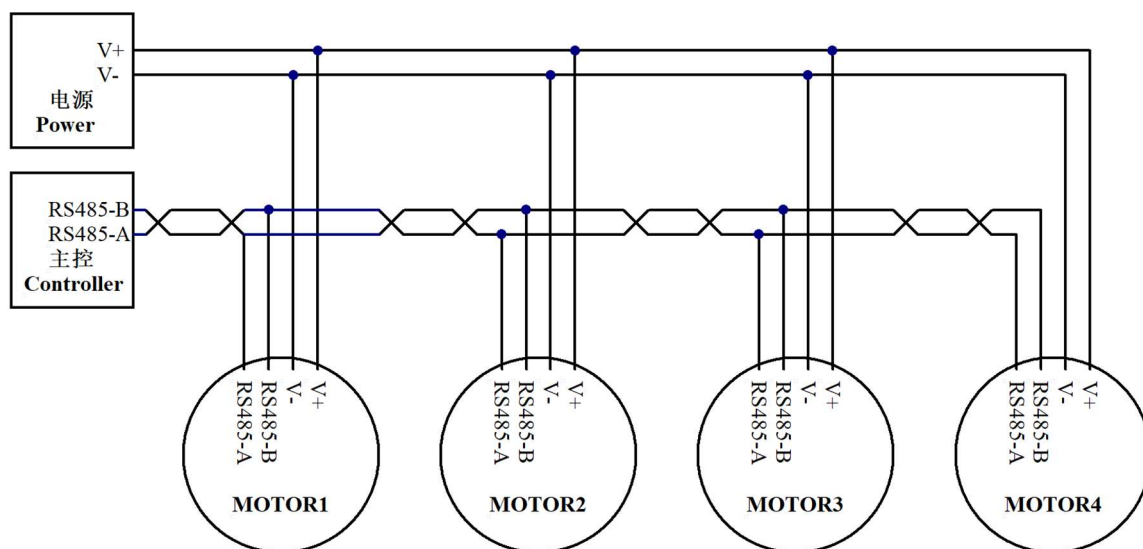 V+
V-
电源
Power
RS485-B
RS485-A
主控
Controller
RS485-A
RS485-B
V-
V+
MOTOR1
RS485-A
RS485-B
V-
V+
MOTOR2
RS485-A
RS485-B
V-
V+
MOTOR3
RS485-A
RS485-B
V-
V+
MOTOR4